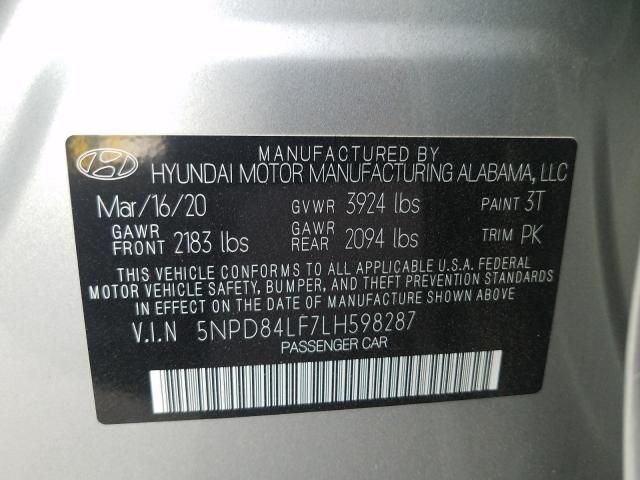 MANUFACTURED BY
HYUNDAI MOTOR MANUFACTURING ALABAMA, LLC
Mar/16/20 GVWR 3924 lbs PAINT 3T
GAWR FRONT 2183 lbs GAWR REAR 2094 lbs TRIM PK
THIS VEHICLE CONFORMS TO ALL APPLICABLE U.S.A. FEDERAL
MOTOR VEHICLE SAFETY, BUMPER, AND THEFT PREVENTION STANDARDS
IN EFFECT ON THE DATE OF MANUFACTURE SHOWN ABOVE.
V.I.N 5NPD84LF7LH598287
PASSENGER CAR